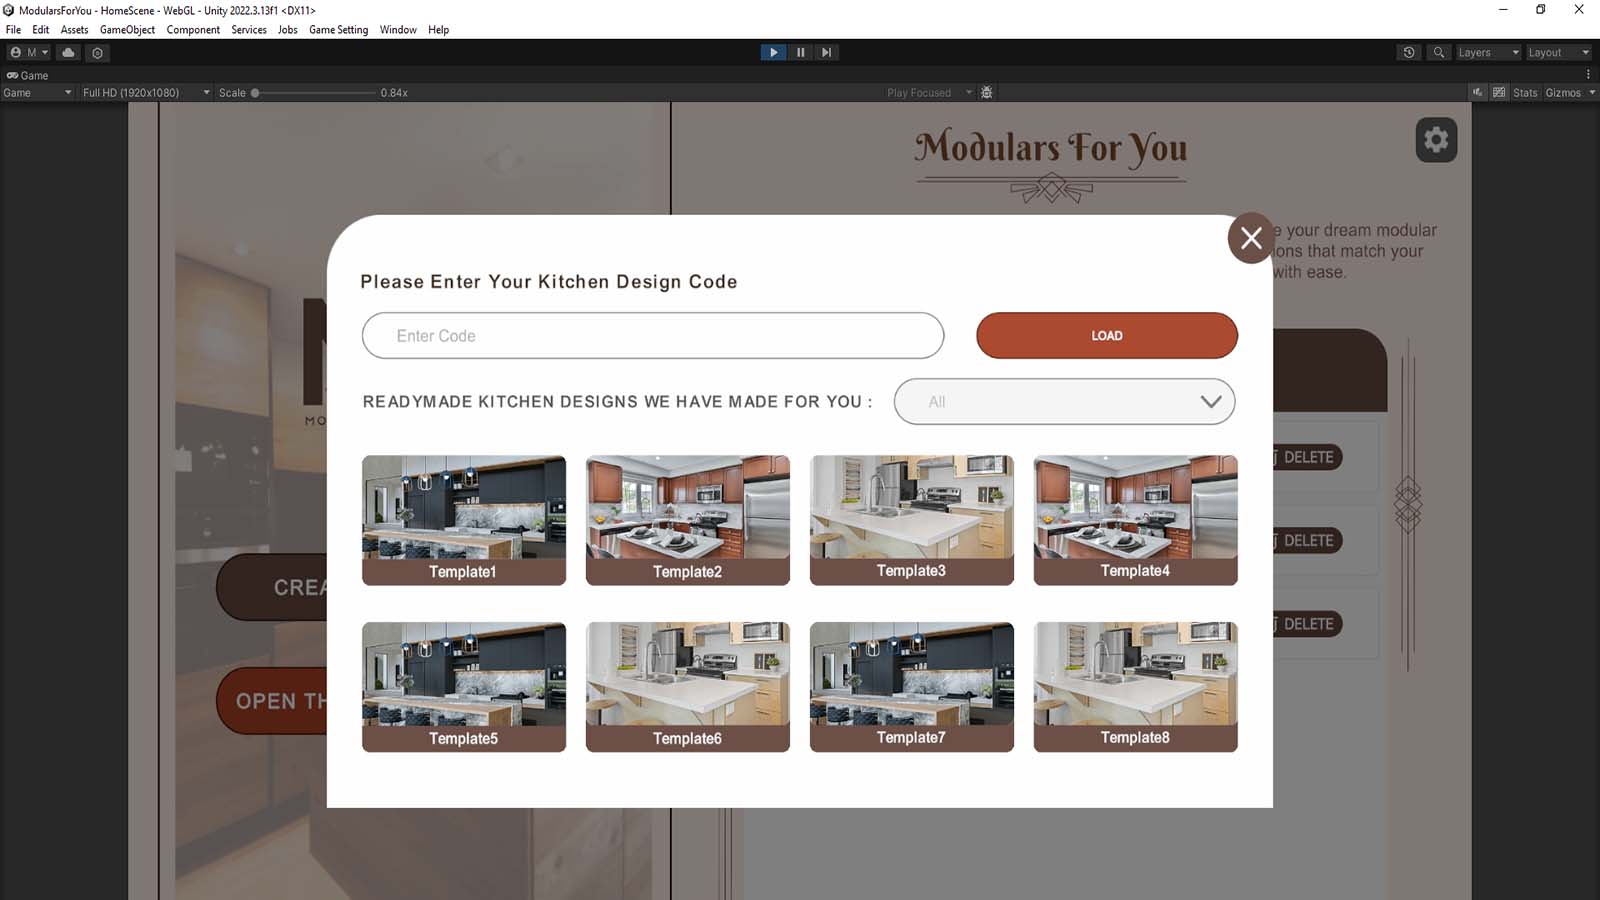 ModularsForYou - HomeScene - WebGL - Unity 2022.3.13f1 <DX11>
File Edit Assets GameObject Component Services Jobs Game Setting Window Help
M Layers Layout
Game
Game Full HD (1920x1080) Scale 0.84x Play Focused Stats Gizmos
Modulars For You
e your dream modular
ions that match your
with ease.
Please Enter Your Kitchen Design Code
Enter Code LOAD
READYMADE KITCHEN DESIGNS WE HAVE MADE FOR YOU : All
MO
DELETE
Template1 Template2 Template3 Template4
DELETE
CREA
DELETE
OPEN TH
Template5 Template6 Template7 Template8